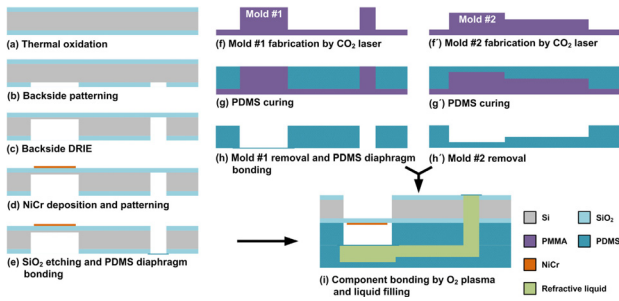 (a) Thermal oxidation
(b) Backside patterning
(c) Backside DRIE
(d) NiCr deposition and patterning
(e) SiO₂ etching and PDMS diaphragm
bonding
Mold #1
(f) Mold #1 fabrication by CO₂ laser
(g) PDMS curing
(h) Mold #1 removal and PDMS diaphragm
bonding
Mold #2
(f´) Mold #2 fabrication by CO₂ laser
(g´) PDMS curing
(h´) Mold #2 removal
(i) Component bonding by O₂ plasma
and liquid filling
Si
SiO₂
PMMA
PDMS
NiCr
Refractive liquid